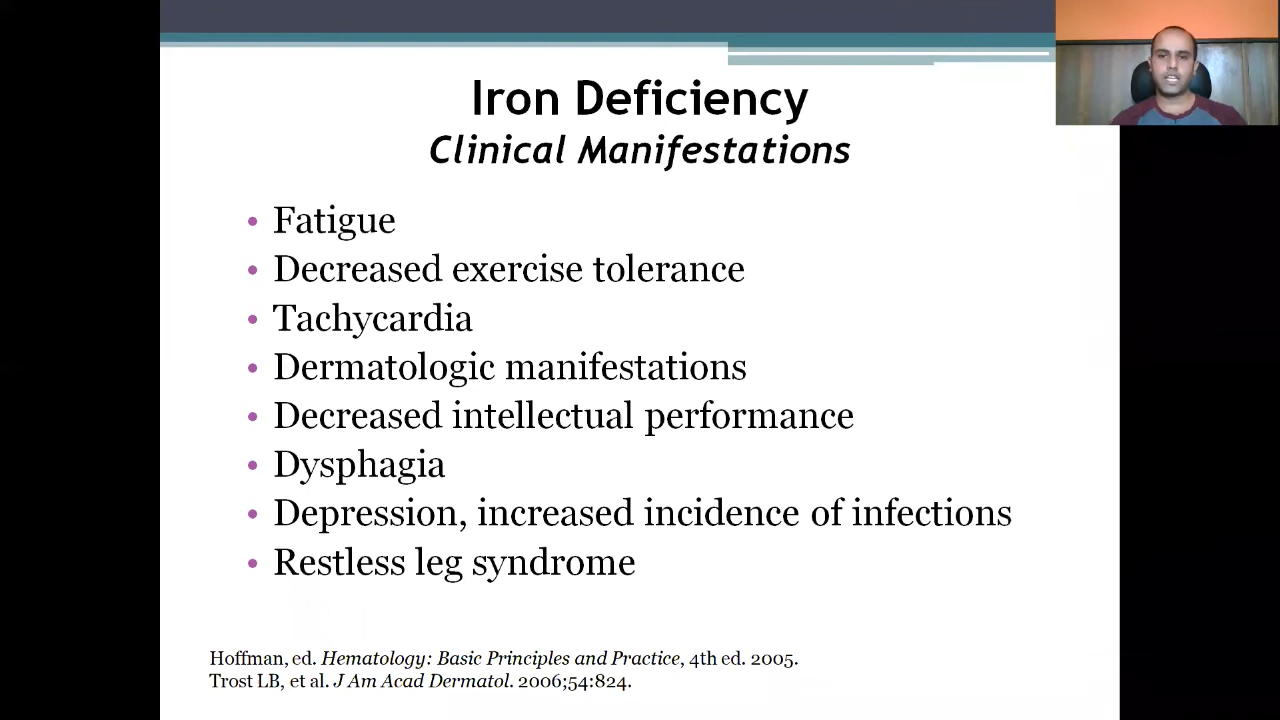 Iron Deficiency
Clinical Manifestations
• Fatigue
• Decreased exercise tolerance
• Tachycardia
• Dermatologic manifestations
• Decreased intellectual performance
• Dysphagia
• Depression, increased incidence of infections
• Restless leg syndrome
Hoffman, ed. Hematology: Basic Principles and Practice, 4th ed. 2005.
Trost LB, et al. J Am Acad Dermatol. 2006;54:824.